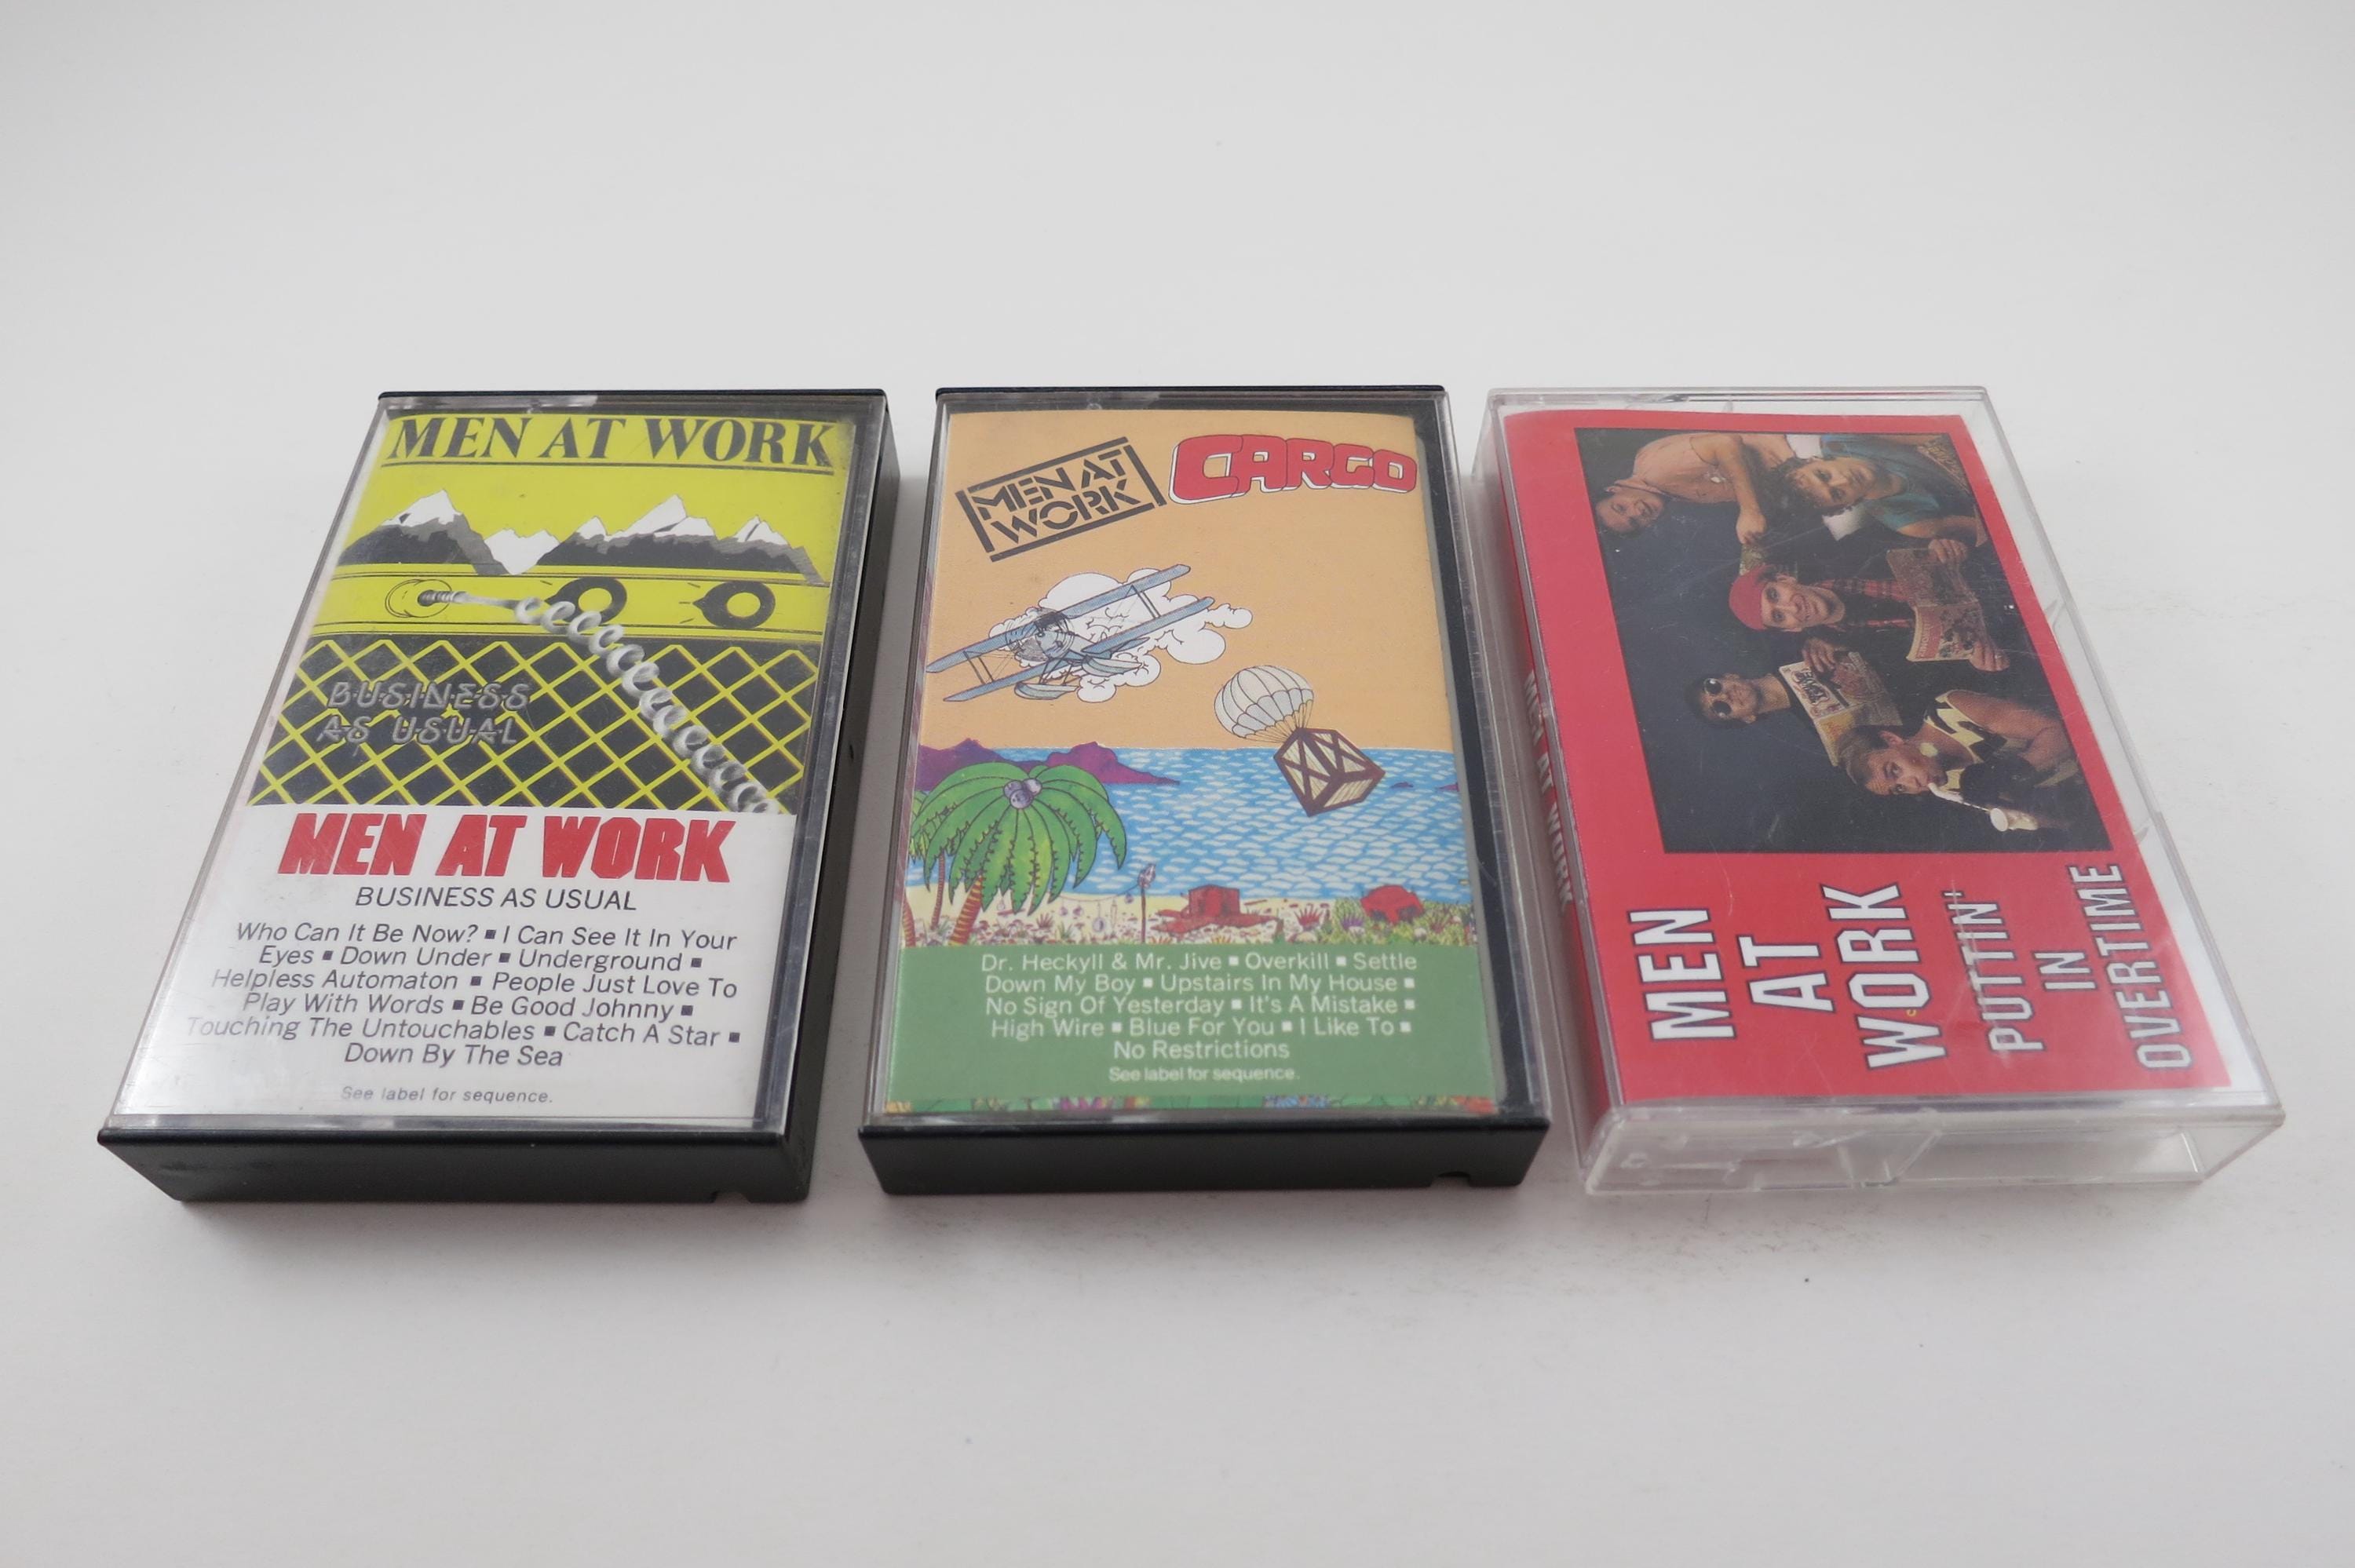 MEN AT WORK
BUSINESS
AS USUAL
MEN AT WORK
BUSINESS AS USUAL
Who Can It Be Now? ▪ I Can See It In Your
Eyes ▪ Down Under ▪ Underground ▪
Helpless Automaton ▪ People Just Love To
Play With Words ▪ Be Good Johnny ▪
Touching The Untouchables ▪ Catch A Star ▪
Down By The Sea
See label for sequence.
MEN AT
WORK
CARGO
Dr. Heckyll & Mr. Jive ▪ Overkill ▪ Settle
Down My Boy ▪ Upstairs In My House ▪
No Sign Of Yesterday ▪ It's A Mistake ▪
High Wire ▪ Blue For You ▪ I Like To ▪
No Restrictions
See label for sequence.
MEN AT WORK
MEN
AT
WORK
PUTTIN'
IN
OVERTIME